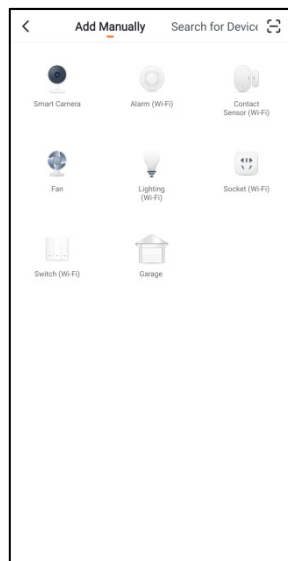 Add Manually
Search for Device
Smart Camera
Alarm (Wi-Fi)
Contact
Sensor (Wi-Fi)
Fan
Lighting
(Wi-Fi)
Socket (Wi-Fi)
Switch (Wi-Fi)
Garage